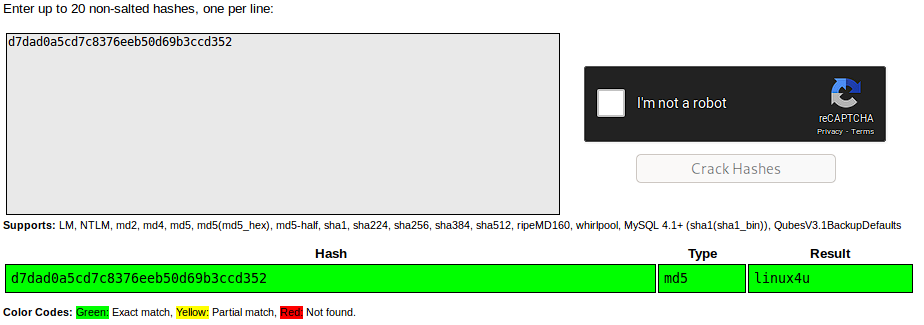 Enter up to 20 non-salted hashes, one per line:
d7dad0a5cd7c8376eeb50d69b3ccd352
I'm not a robot
reCAPTCHA
Privacy - Terms
Crack Hashes
Supports: LM, NTLM, md2, md4, md5, md5(md5_hex), md5-half, sha1, sha224, sha256, sha384, sha512, ripeMD160, whirlpool, MySQL 4.1+ (sha1(sha1_bin)), QubesV3.1BackupDefaults
Hash Type Result
d7dad0a5cd7c8376eeb50d69b3ccd352 md5 linux4u
Color Codes: Green: Exact match, Yellow: Partial match, Red: Not found.